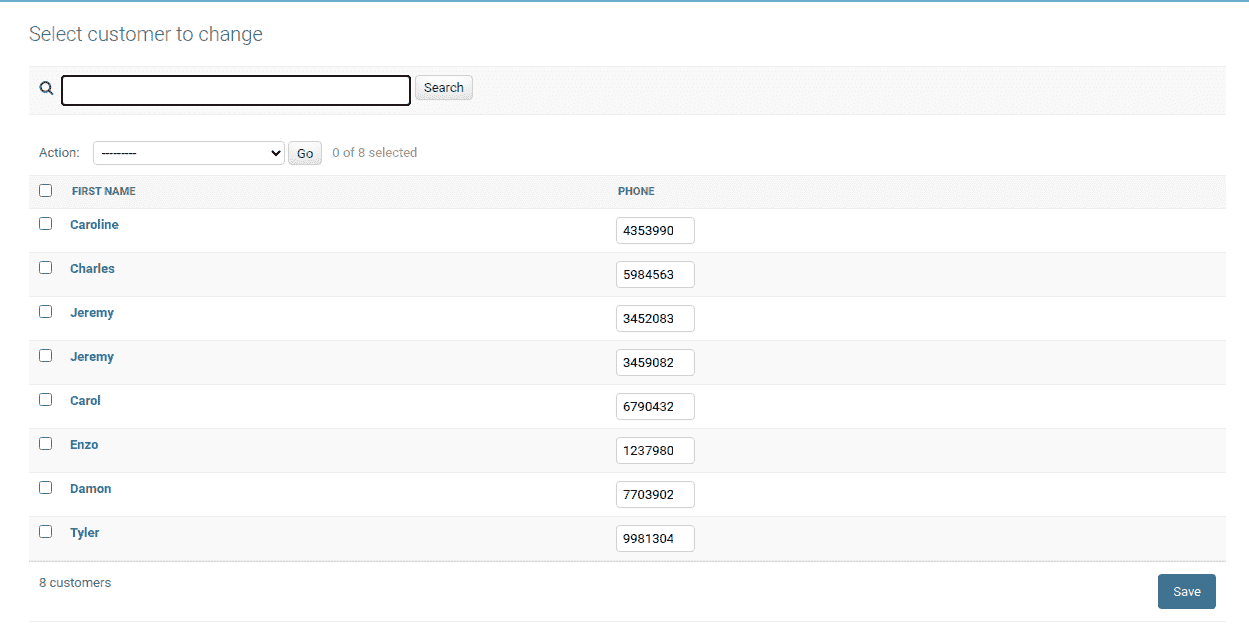 Select customer to change
Search
Action: --------- Go 0 of 8 selected
FIRST NAME PHONE
Caroline 4353990
Charles 5984563
Jeremy 3452083
Jeremy 3459082
Carol 6790432
Enzo 1237980
Damon 7703902
Tyler 9981304
8 customers
Save